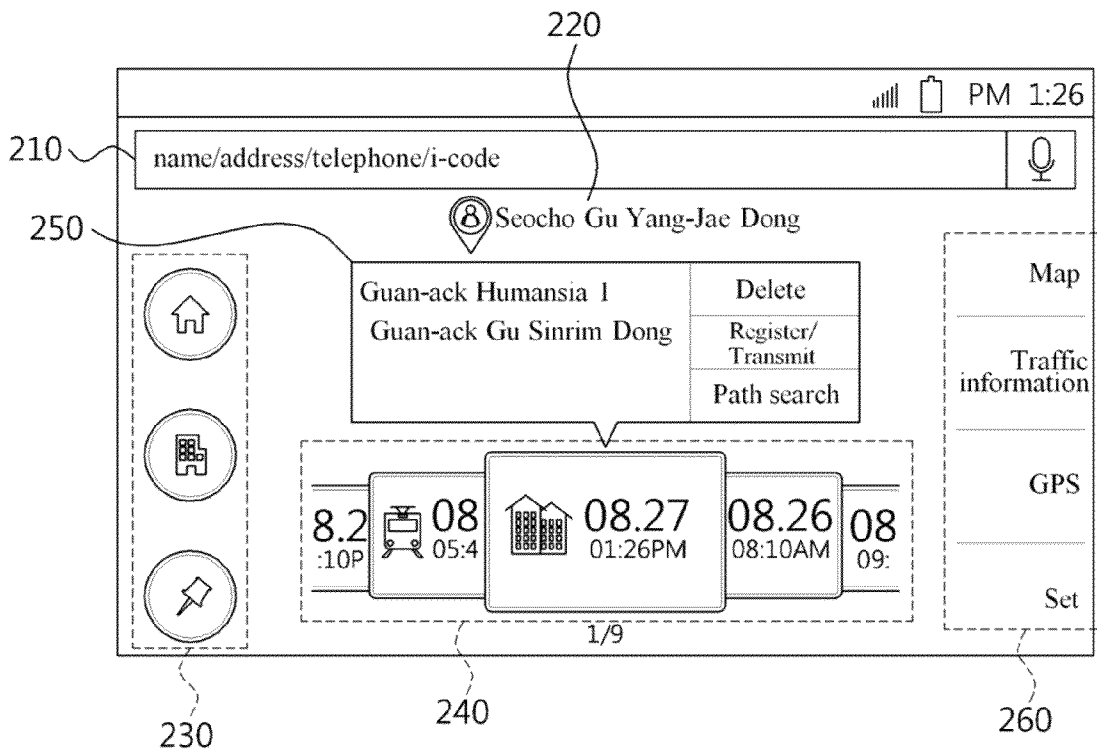 220
PM 1:26
210
name/address/telephone/i-code
250
Seocho Gu Yang-Jae Dong
Guan-ack Humansia 1
Guan-ack Gu Sinrim Dong
Delete
Register/
Transmit
Path search
Map
Traffic
information
GPS
Set
8.2
:10P
08
05:4
08.27
01:26PM
08.26
08:10AM
08
09:
1/9
230
240
260